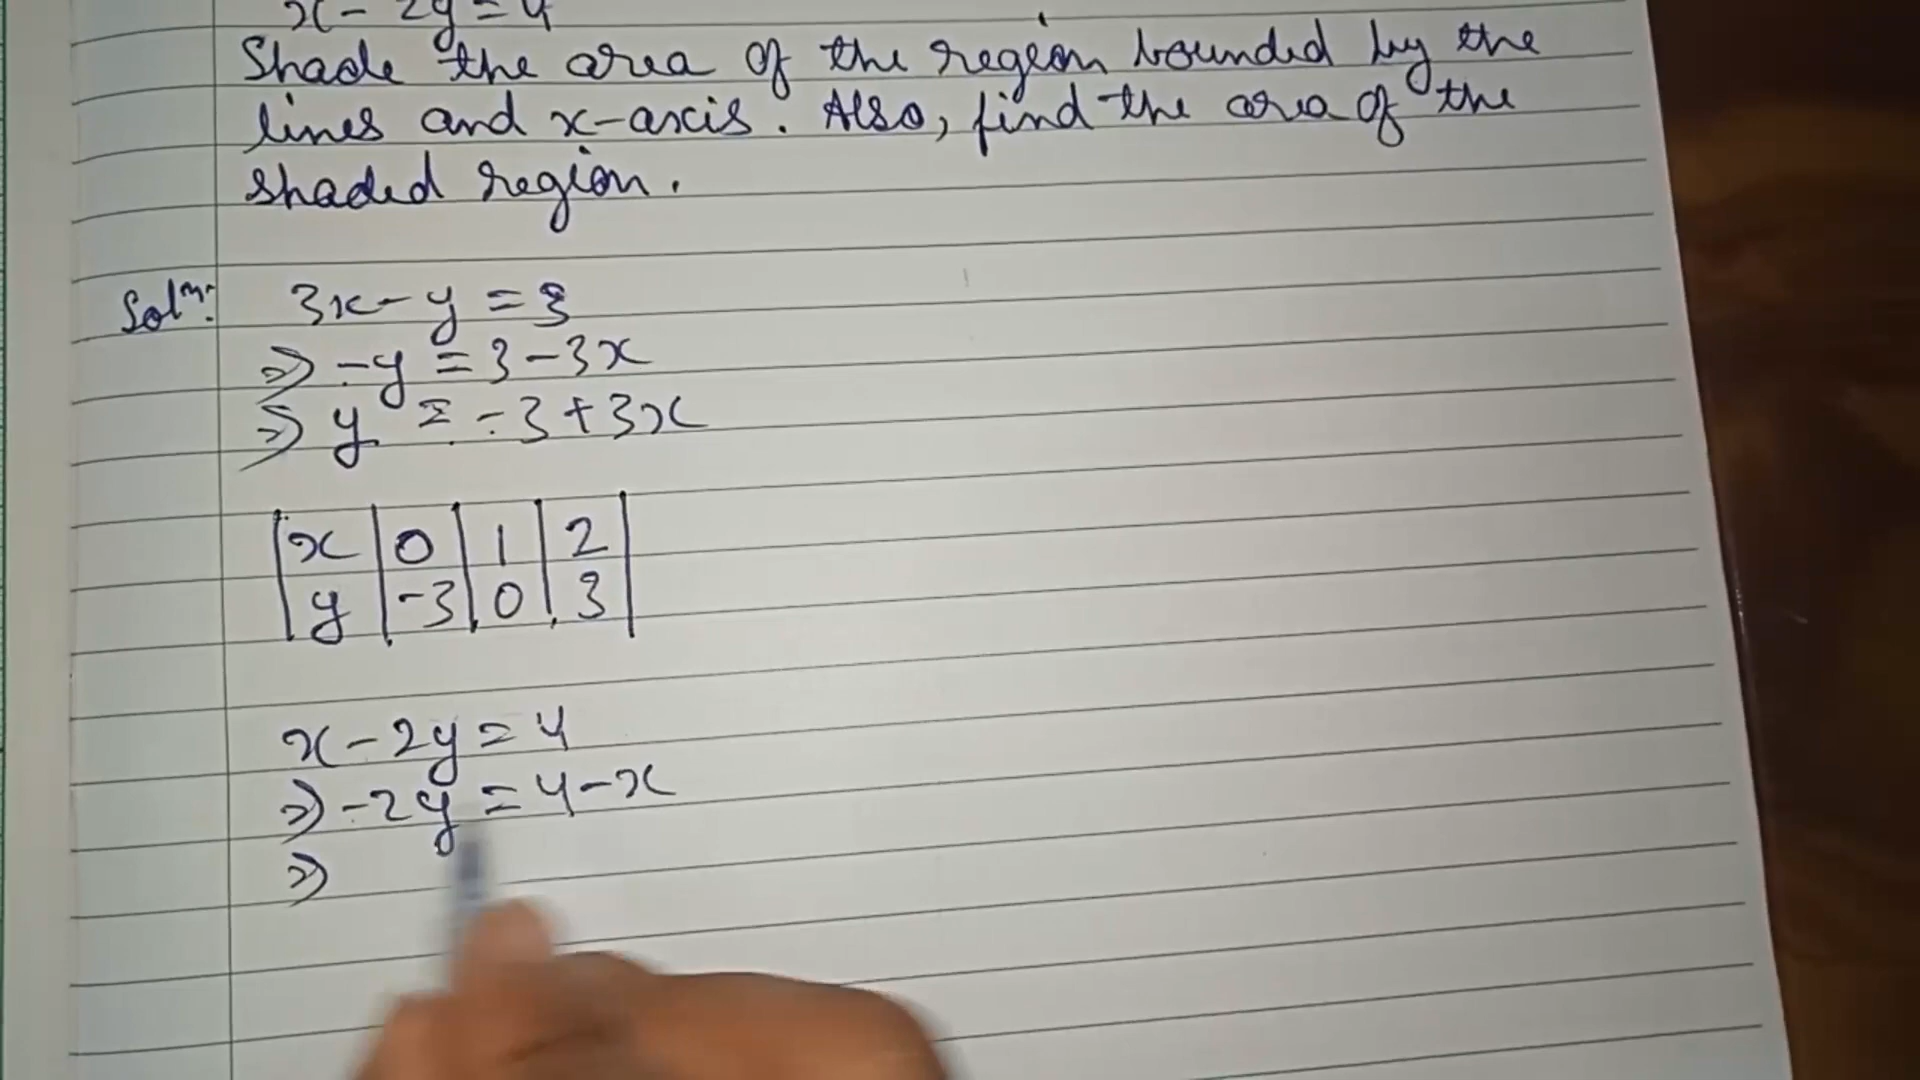 x - 2y = 4
Shade the area of the region bounded by the
lines and x-axis. Also, find the area of the
shaded region.
Solⁿ: 3x - y = 3
⇒ -y = 3 - 3x
⇒ y = -3 + 3x
x | 0 | 1 | 2
y | -3 | 0 | 3
x - 2y = 4
⇒ -2y = 4 - x
⇒